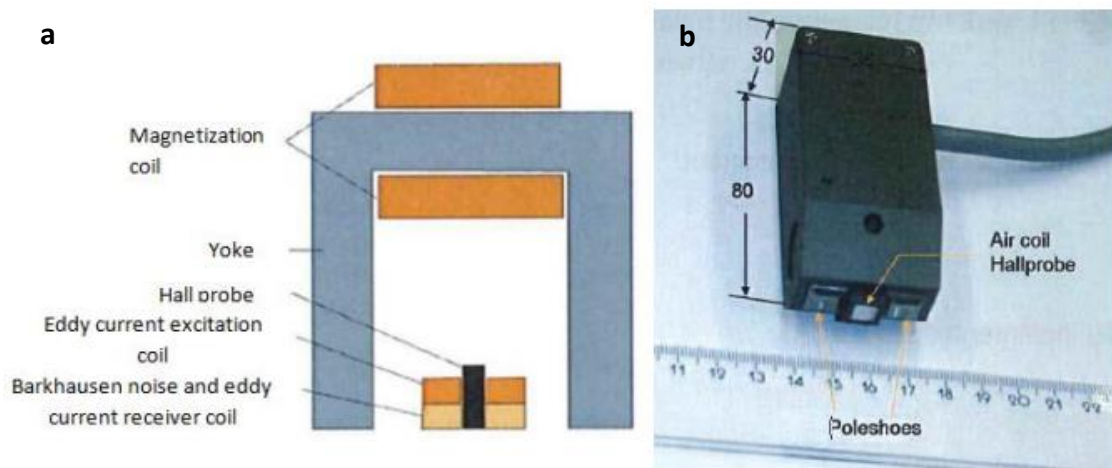 a
Magnetization
coil
Yoke
Hall probe
Eddy current excitation
coil
Barkhausen noise and eddy
current receiver coil
b
30
80
Air coil
Hallprobe
11 12 13 14 15 16 17 18 19 20 21 22
Poleshoes